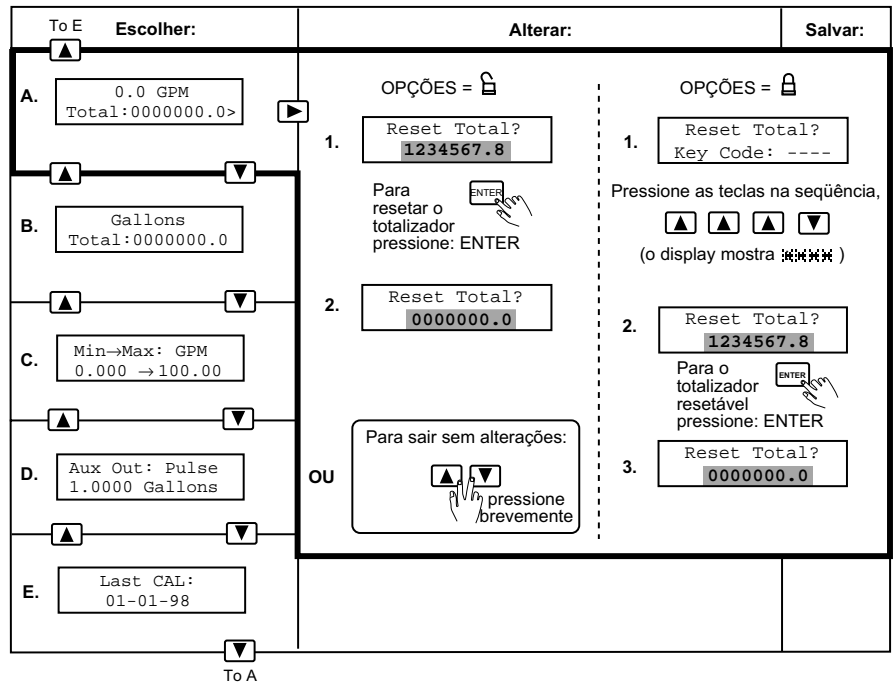 To E
Escolher:
Alterar:
Salvar:
A.
0.0 GPM
Total:0000000.0>
B.
Gallons
Total:0000000.0
C.
Min→Max: GPM
0.000 →100.00
D.
Aux Out: Pulse
1.0000 Gallons
E.
Last CAL:
01-01-98
To A
OPÇÕES =
1.
Reset Total?
1234567.8
Para
resetar o
totalizador
pressione: ENTER
ENTER
2.
Reset Total?
0000000.0
OU
Para sair sem alterações:
pressione
brevemente
OPÇÕES =
1.
Reset Total?
Key Code: ----
Pressione as teclas na seqüência,
(o display mostra ✱✱✱✱ )
2.
Reset Total?
1234567.8
Para o
totalizador
resetável
pressione: ENTER
ENTER
3.
Reset Total?
0000000.0